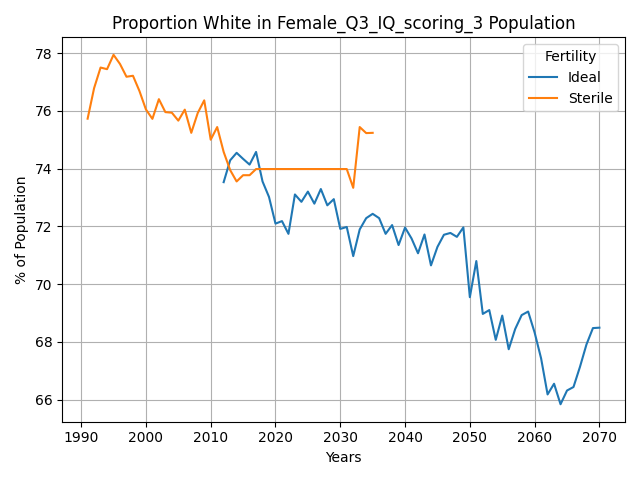 Proportion White in Female_Q3_IQ_scoring_3 Population
Fertility
Ideal
Sterile
% of Population
78
76
74
72
70
68
66
1990 2000 2010 2020 2030 2040 2050 2060 2070
Years